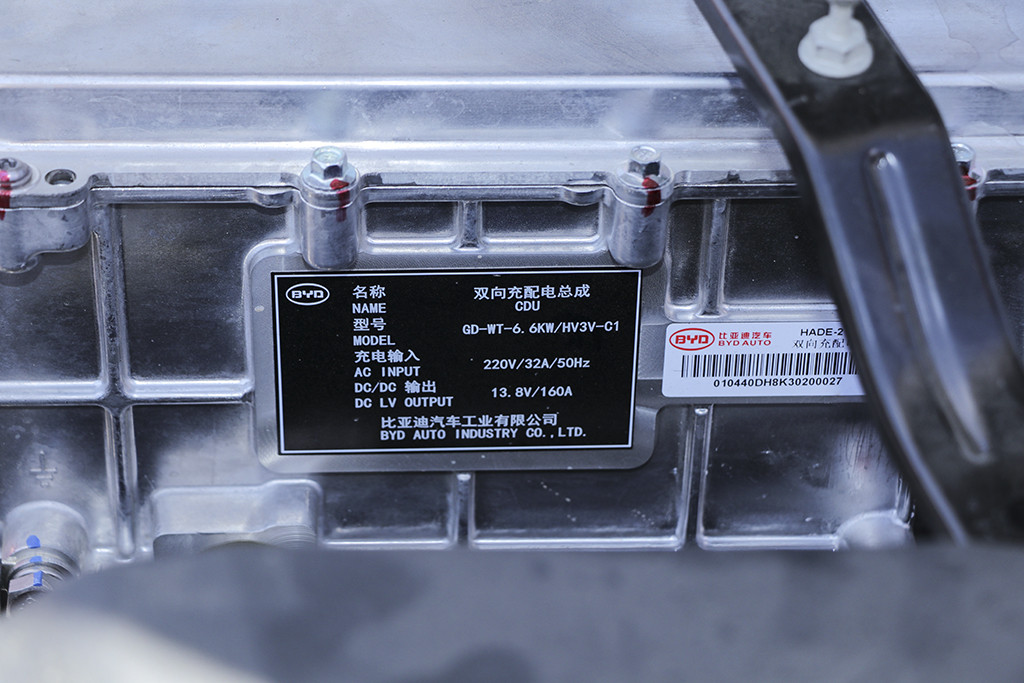 BYD
名称 双向充配电总成
NAME CDU
型号
MODEL GD-WT-6.6KW/HV3V-C1
充电输入
AC INPUT 220V/32A/50Hz
DC/DC 输出
DC LV OUTPUT 13.8V/160A
比亚迪汽车工业有限公司
BYD AUTO INDUSTRY CO.,LTD.
BYD 比亚迪汽车 HADE-2
BYD AUTO 双向充配
010440DH8K30200027